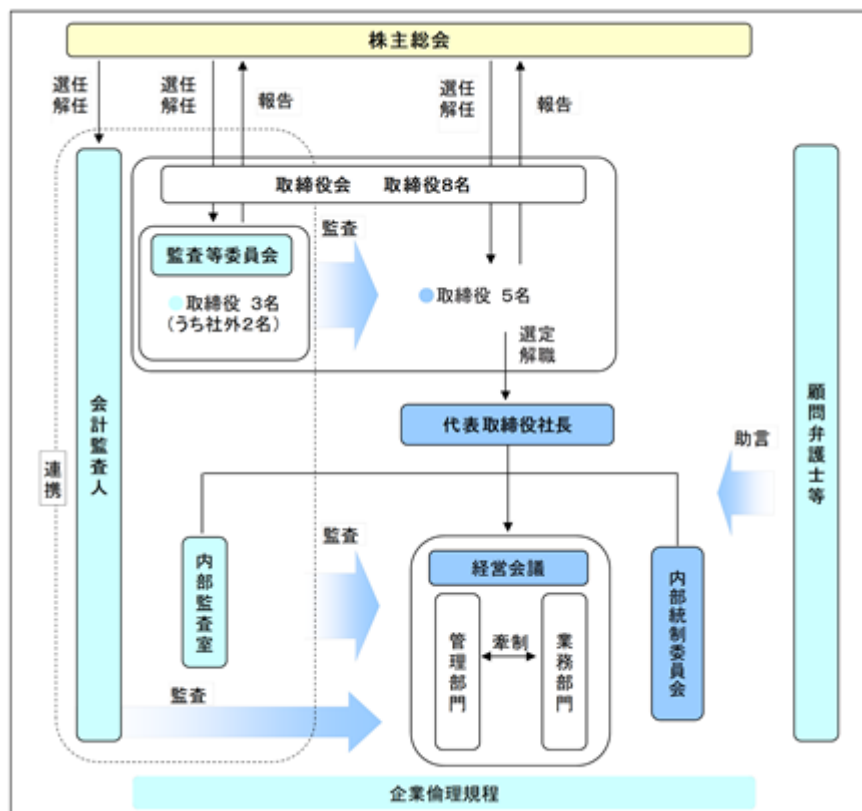 株主総会
選任
解任
選任
解任
報告
選任
解任
報告
取締役会 取締役8名
監査等委員会
取締役 3名
(うち社外2名)
監査
取締役 5名
選定
解職
代表取締役社長
会計監査人
連携
顧問弁護士等
助言
内部監査室
監査
経営会議
管理部門
牽制
業務部門
内部統制委員会
監査
企業倫理規程